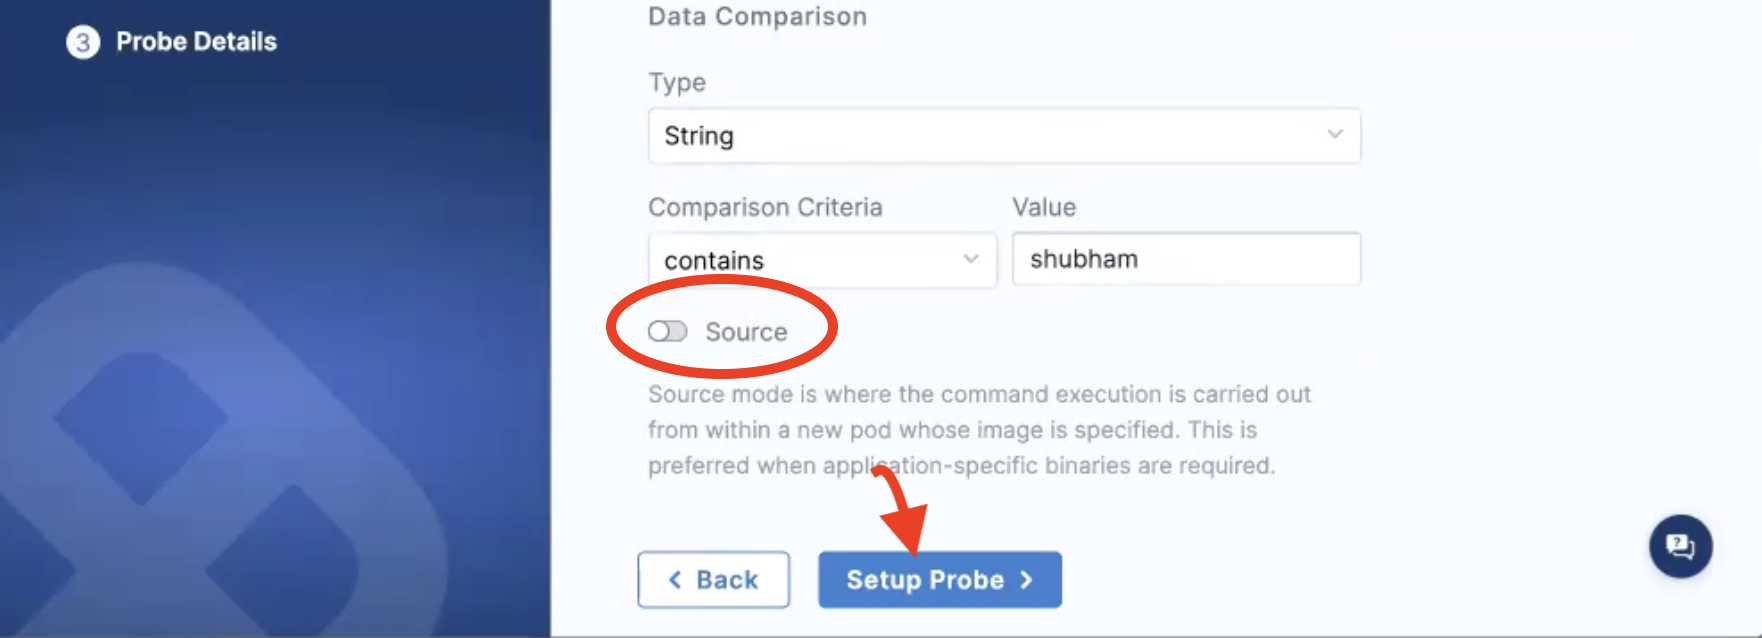 3 Probe Details
Data Comparison
Type
String
Comparison Criteria
Value
contains
shubham
Source
Source mode is where the command execution is carried out
from within a new pod whose image is specified. This is
preferred when application-specific binaries are required.
Back
Setup Probe
?